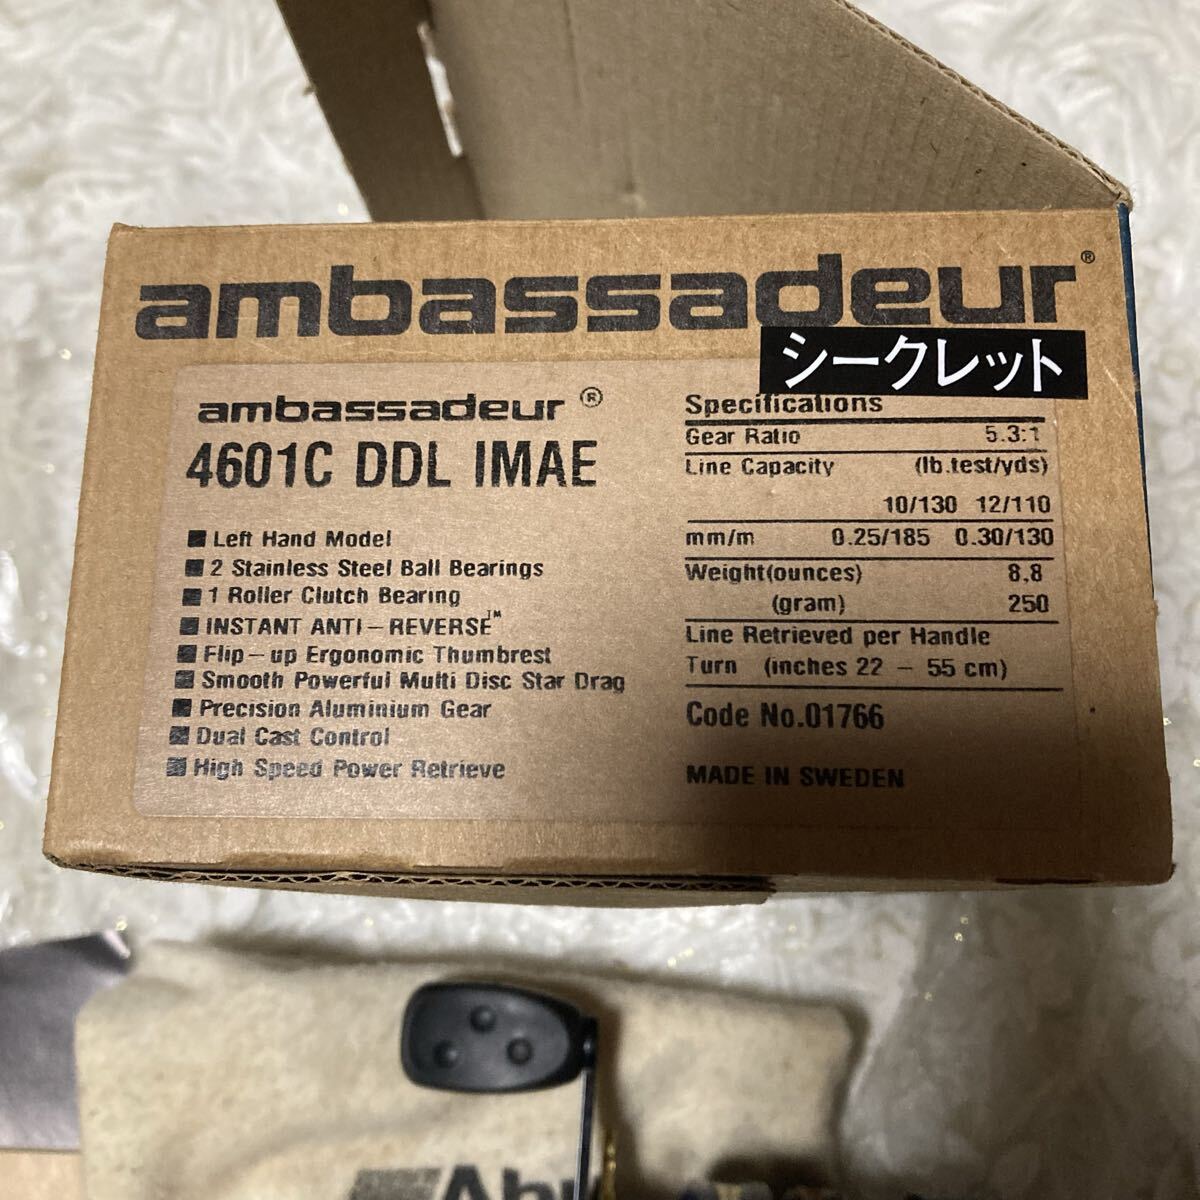 ambassadeur®
シークレット
ambassadeur®
4601C DDL IMAE
■ Left Hand Model
■ 2 Stainless Steel Ball Bearings
■ 1 Roller Clutch Bearing
■ INSTANT ANTI–REVERSE™
■ Flip–up Ergonomic Thumbrest
■ Smooth Powerful Multi Disc Star Drag
■ Precision Aluminium Gear
■ Dual Cast Control
■ High Speed Power Retrieve
Specifications
Gear Ratio 5.3:1
Line Capacity (lb.test/yds)
10/130 12/110
mm/m 0.25/185 0.30/130
Weight(ounces) 8.8
(gram) 250
Line Retrieved per Handle
Turn (inches 22 – 55 cm)
Code No.01766
MADE IN SWEDEN